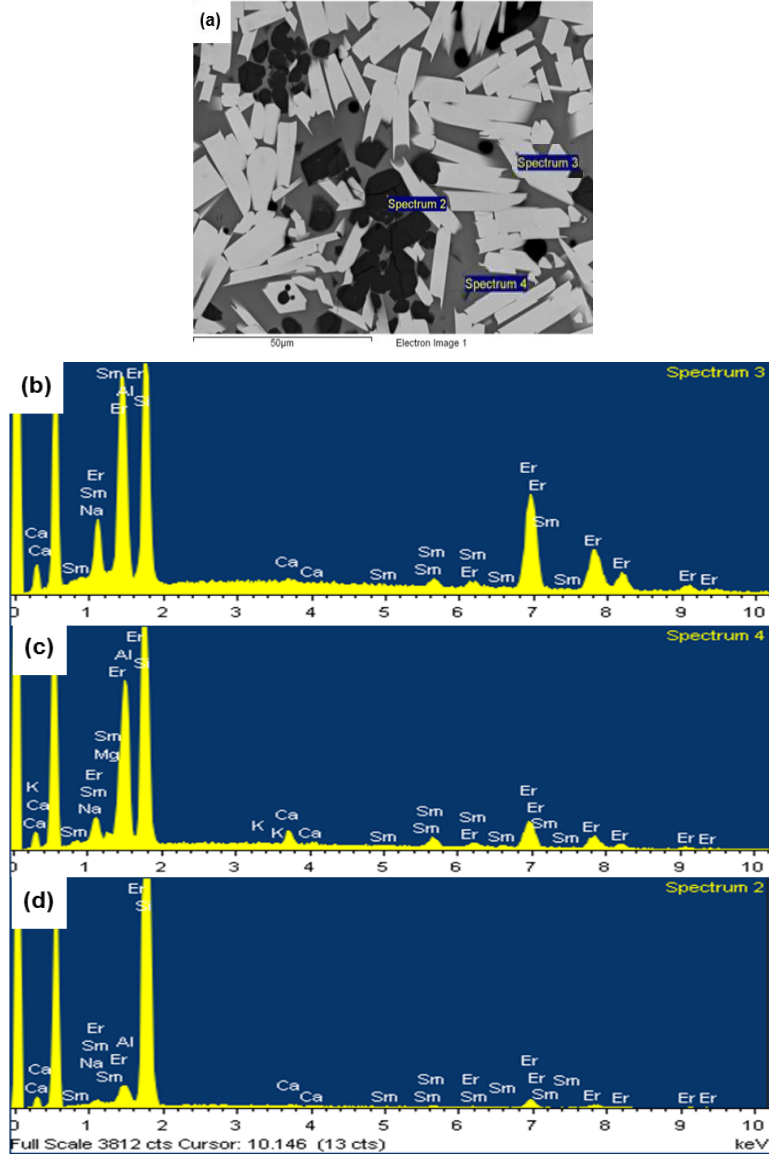 (a)
Spectrum 3
Spectrum 2
Spectrum 4
50µm Electron Image 1
(b)
Spectrum 3
Sm Er
Al
Si
Er
Er
Sm
Na
Ca
Ca
Sm
Ca
Ca
Sm
Sm
Sm
Sm
Er
Sm
Er
Er
Sm
Sm
Er
Er
Er
Er
0 1 2 3 4 5 6 7 8 9 10
(c)
Spectrum 4
Er
Al
Si
Er
Sm
Mg
Er
Sm
Na
K
Ca
Ca
Sm
K
K
Ca
Ca
Sm
Sm
Sm
Sm
Er
Sm
Er
Er
Sm
Sm
Er
Er
Er
Er
0 1 2 3 4 5 6 7 8 9 10
(d)
Spectrum 2
Er
Si
Er
Sm
Na
Al
Er
Sm
Ca
Ca
Sm
Ca
Ca
Sm
Sm
Er
Sm
Sm
Er
Er
Sm
Sm
Er
Er
Er
Er
0 1 2 3 4 5 6 7 8 9 10
Full Scale 3812 cts Cursor: 10.146 (13 cts) keV